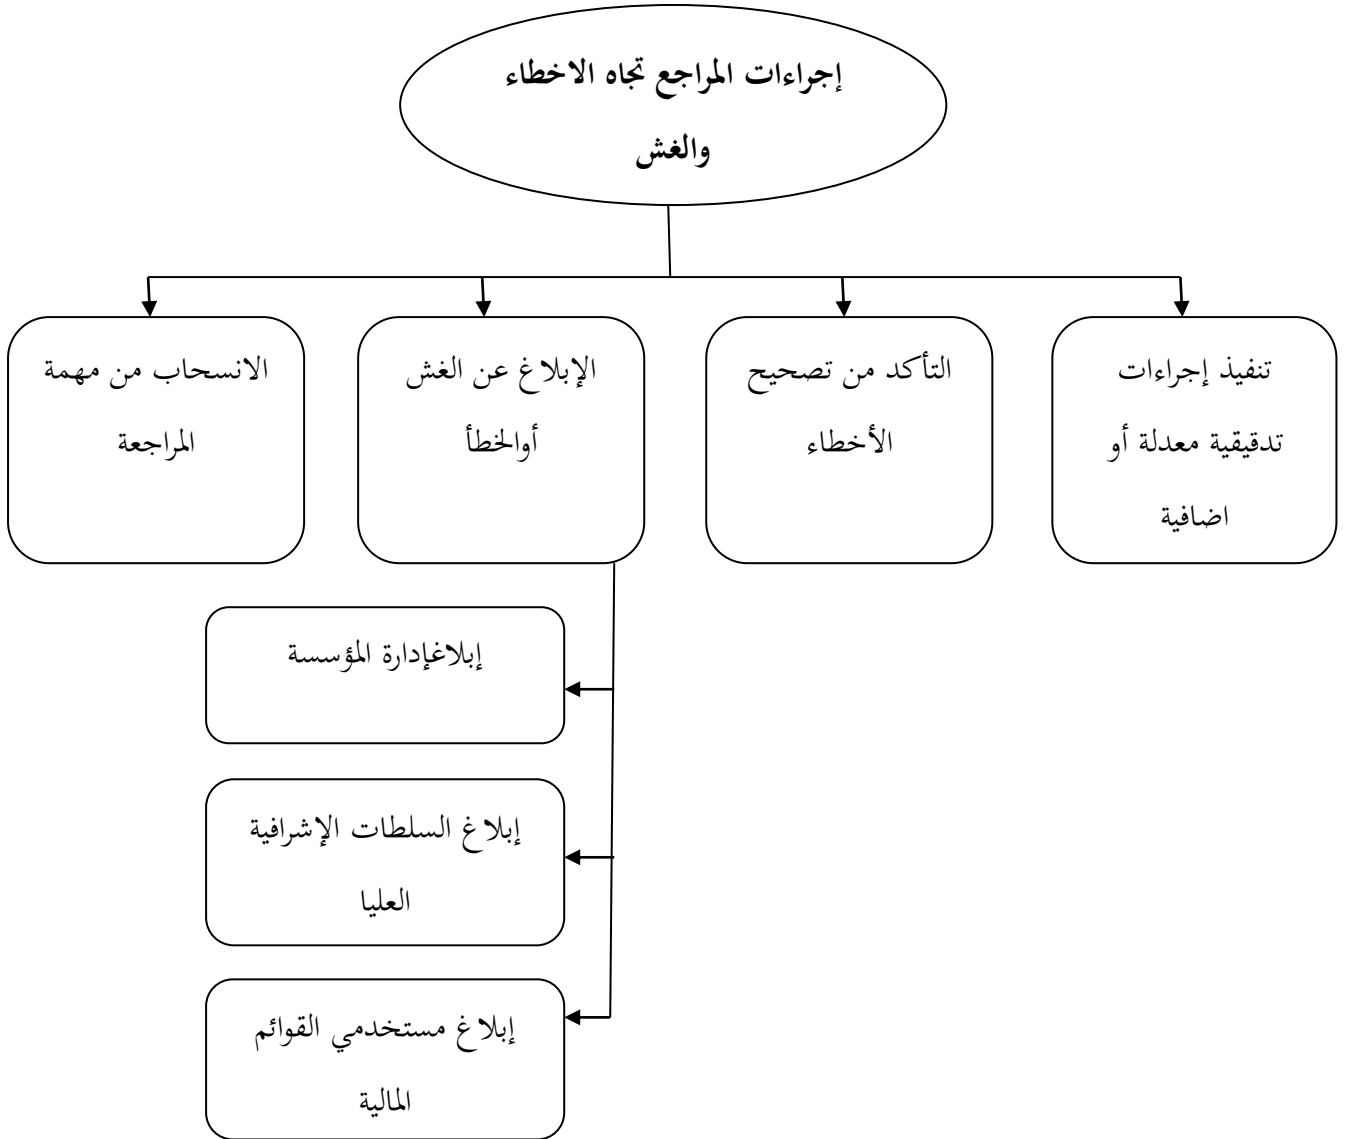 إجراءات المراجع تجاه الاخطاء
والغش
تنفيذ إجراءات
تدقيقية معدلة أو
اضافية
التأكد من تصحيح
الأخطاء
الإبلاغ عن الغش
أوالخطأ
الانسحاب من مهمة
المراجعة
إبلاغإدارة المؤسسة
إبلاغ السلطات الإشرافية
العليا
إبلاغ مستخدمي القوائم
المالية